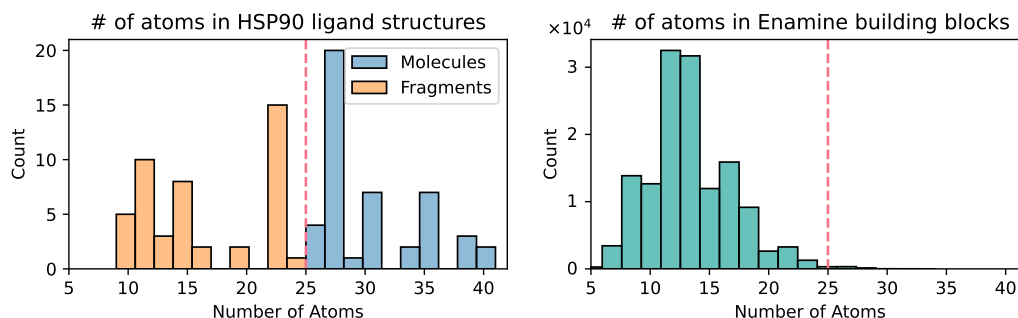 # of atoms in HSP90 ligand structures
20
15
10
5
0
Count
5 10 15 20 25 30 35 40
Number of Atoms
Molecules
Fragments
# of atoms in Enamine building blocks
×10⁴
3
2
1
0
Count
5 10 15 20 25 30 35 40
Number of Atoms